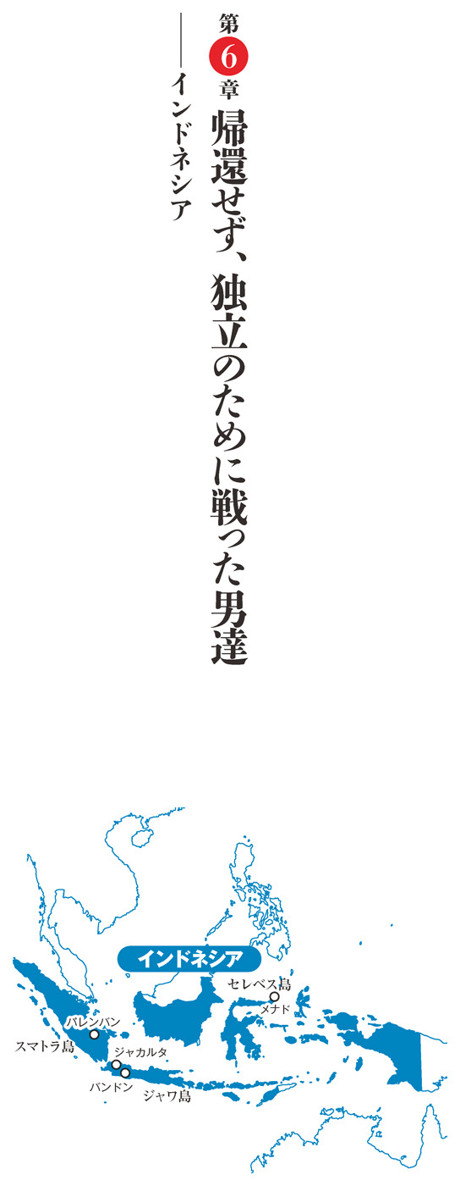 第6章 帰還せず、独立のために戦った男達
――インドネシア
インドネシア
セレベス島
メナド
パレンバン
スマトラ島
ジャカルタ
バンドン
ジャワ島